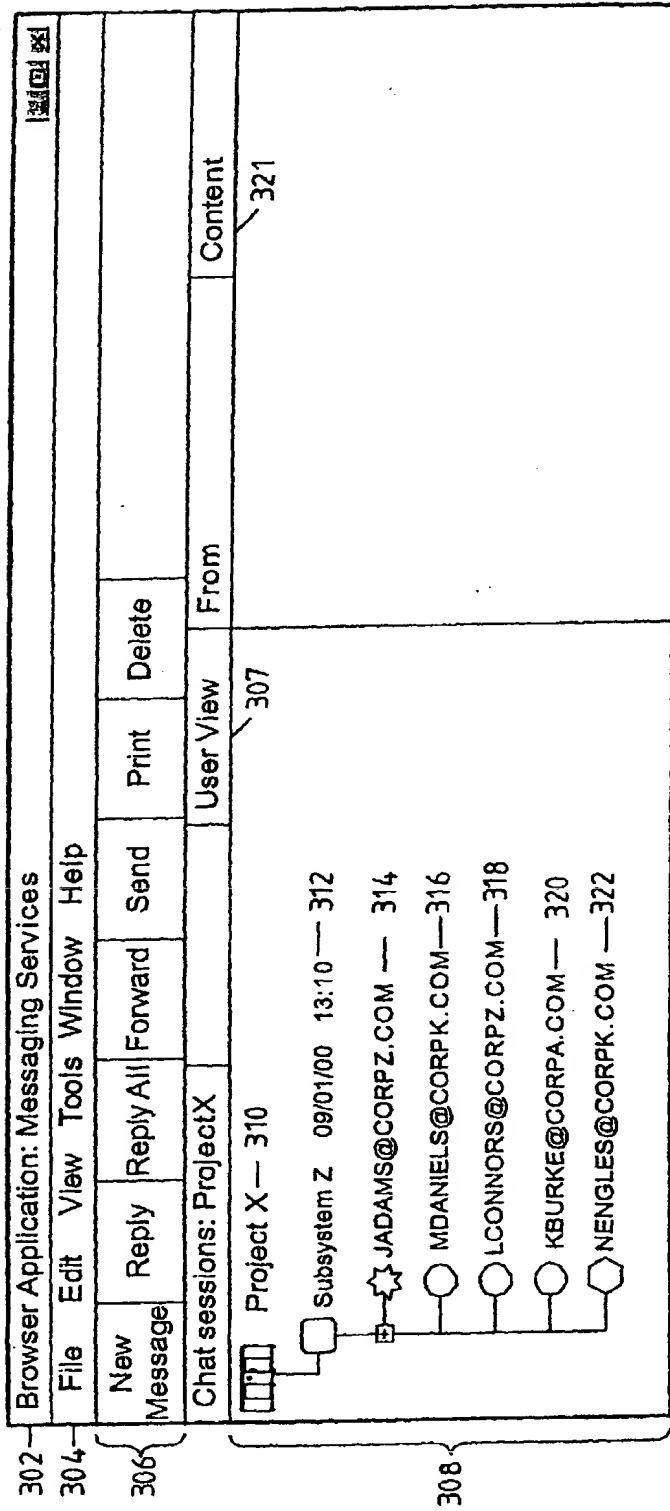 302 Browser Application: Messaging Services
304 File Edit View Tools Window Help
306 New Message Reply Reply All Forward Send Print Delete
Chat sessions: ProjectX User View From Content
307 321
Project X 310
Subsystem Z 09/01/00 13:10 312
JADAMS@CORPZ.COM 314
MDANIELS@CORPK.COM 316
LCONNORS@CORPZ.COM 318
KBURKE@CORPA.COM 320
NENGLES@CORPK.COM 322
308